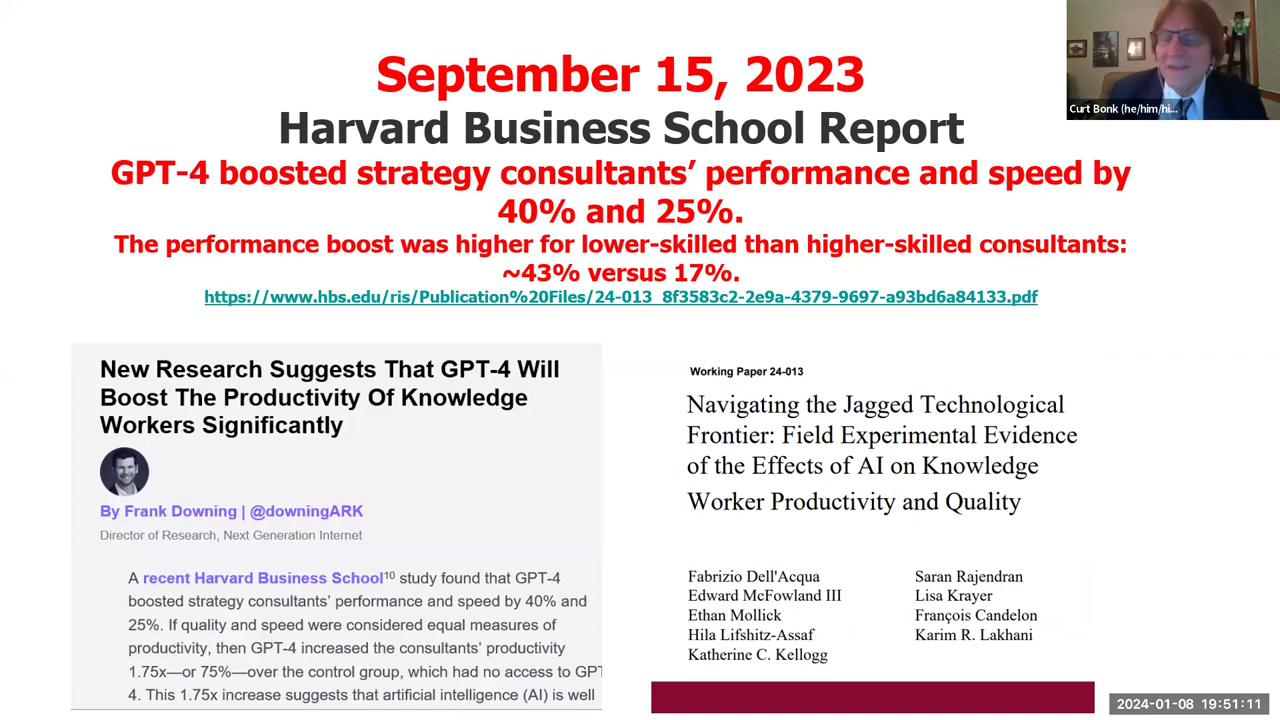 September 15, 2023
Harvard Business School Report
GPT-4 boosted strategy consultants’ performance and speed by
40% and 25%.
The performance boost was higher for lower-skilled than higher-skilled consultants:
~43% versus 17%.
https://www.hbs.edu/ris/Publication%20Files/24-013_8f3583c2-2e9a-4379-9697-a93bd6a84133.pdf
Curt Bonk (he/him/hi...
New Research Suggests That GPT-4 Will
Boost The Productivity Of Knowledge
Workers Significantly
By Frank Downing | @downingARK
Director of Research, Next Generation Internet
A recent Harvard Business School¹⁰ study found that GPT-4
boosted strategy consultants’ performance and speed by 40% and
25%. If quality and speed were considered equal measures of
productivity, then GPT-4 increased the consultants’ productivity
1.75x—or 75%—over the control group, which had no access to GPT
4. This 1.75x increase suggests that artificial intelligence (AI) is well
Working Paper 24-013
Navigating the Jagged Technological
Frontier: Field Experimental Evidence
of the Effects of AI on Knowledge
Worker Productivity and Quality
Fabrizio Dell'Acqua
Edward McFowland III
Ethan Mollick
Hila Lifshitz-Assaf
Katherine C. Kellogg
Saran Rajendran
Lisa Krayer
François Candelon
Karim R. Lakhani
2024-01-08 19:51:11